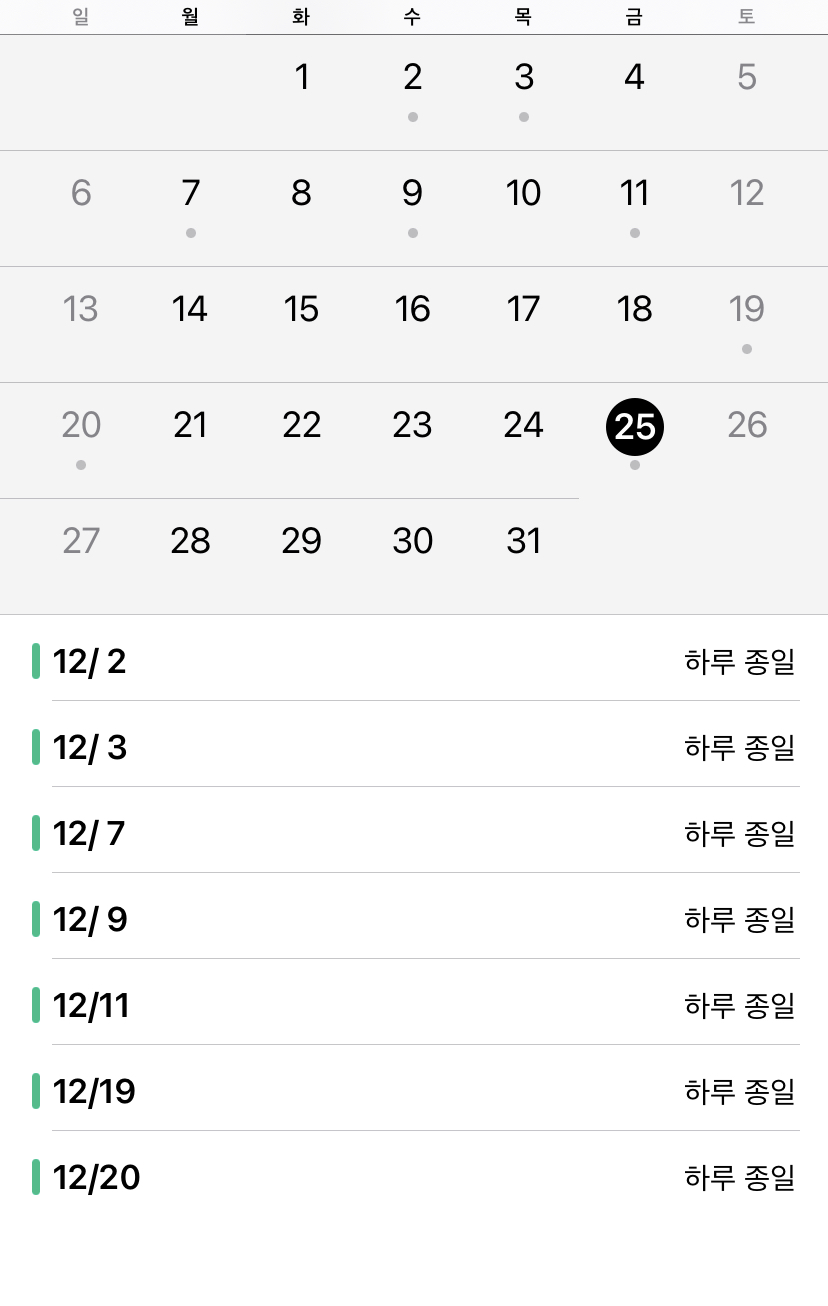 일 월 화 수 목 금 토
1 2 3 4 5
6 7 8 9 10 11 12
13 14 15 16 17 18 19
20 21 22 23 24 25 26
27 28 29 30 31
12/ 2 하루 종일
12/ 3 하루 종일
12/ 7 하루 종일
12/ 9 하루 종일
12/11 하루 종일
12/19 하루 종일
12/20 하루 종일